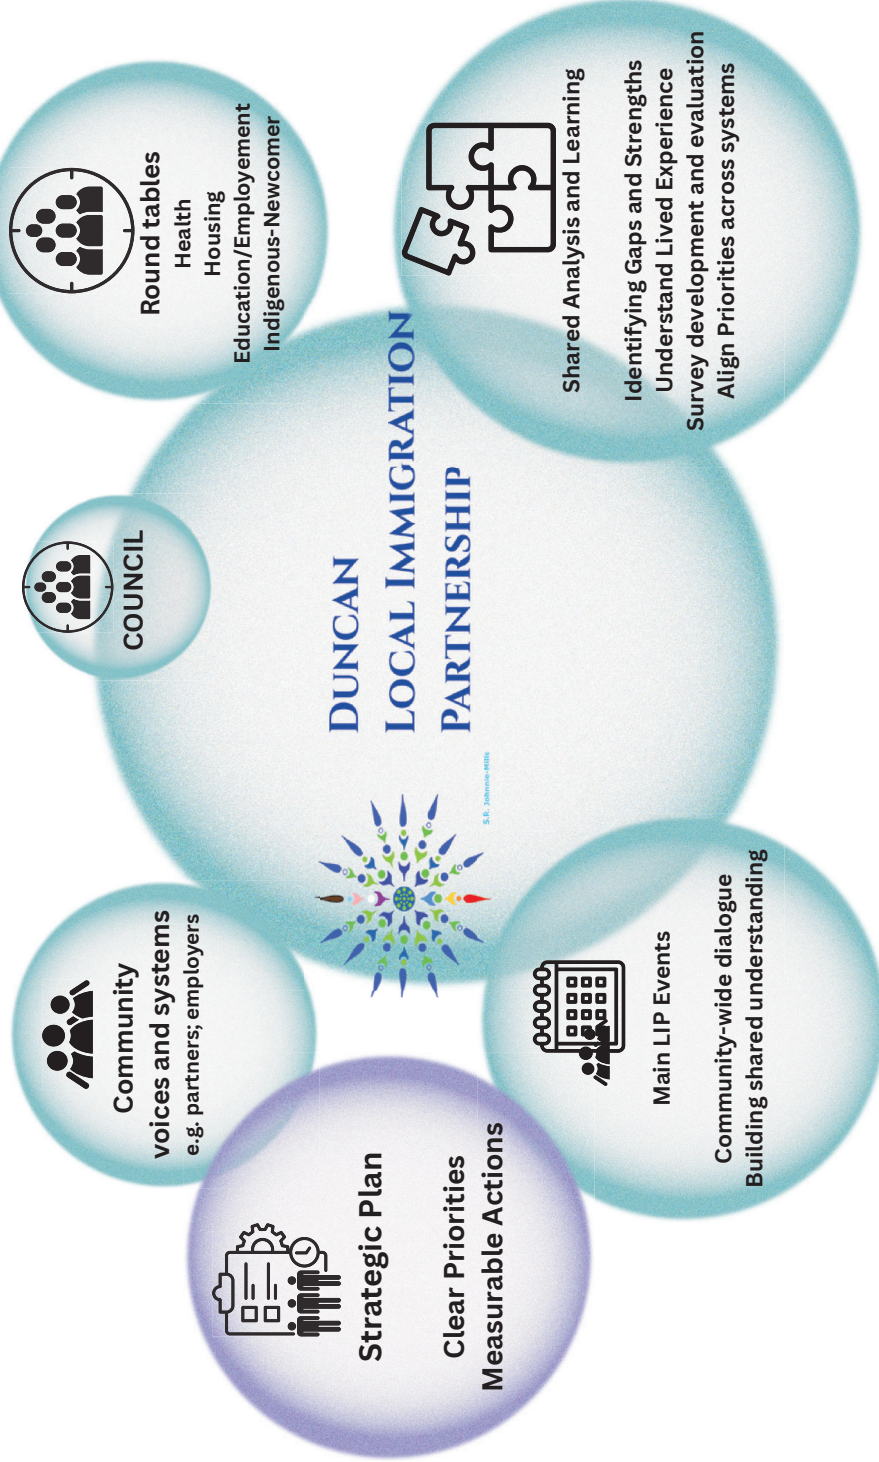 Strategic Plan
Clear Priorities
Measurable Actions
Community
voices and systems
e.g. partners; employers
COUNCIL
Round tables
Health
Housing
Education/Employement
Indigenous-Newcomer
DUNCAN
LOCAL IMMIGRATION
PARTNERSHIP
S.R. Johnnie-Mills
Main LIP Events
Community-wide dialogue
Building shared understanding
Shared Analysis and Learning
Identifying Gaps and Strengths
Understand Lived Experience
Survey development and evaluation
Align Priorities across systems